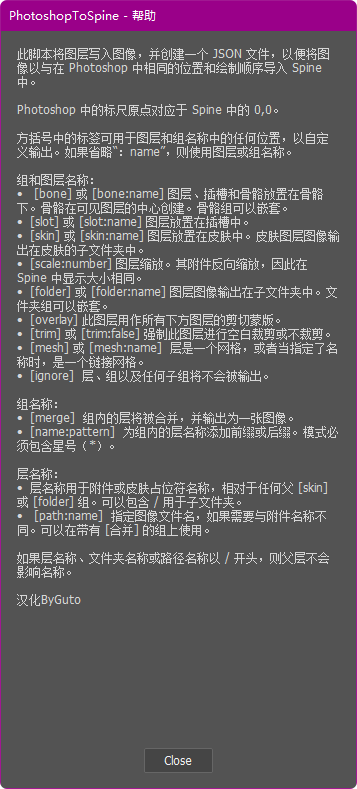 PhotoshopToSpine - 帮助
此脚本将图层写入图像，并创建一个 JSON 文件，以便将图
像以与在 Photoshop 中相同的位置和绘制顺序导入 Spine
中。
Photoshop 中的标尺原点对应于 Spine 中的 0,0。
方括号中的标签可用于图层和组名称中的任何位置，以自定
义输出。如果省略“：name”，则使用图层或组名称。
组和图层名称：
• [bone] 或 [bone:name] 图层、插槽和骨骼放置在骨骼
下。骨骼在可见图层的中心创建。骨骼组可以嵌套。
• [slot] 或 [slot:name] 图层放置在插槽中。
• [skin] 或 [skin:name] 图层放置在皮肤中。皮肤图层图像输
出在皮肤的子文件夹中。
• [scale:number] 图层缩放。其附件反向缩放，因此在
Spine 中显示大小相同。
• [folder] 或 [folder:name] 图层图像输出在子文件夹中。文
件夹组可以嵌套。
• [overlay] 此图层用作所有下方图层的剪切蒙版。
• [trim] 或 [trim:false] 强制此图层进行空白裁剪或不裁剪。
• [mesh] 或 [mesh:name] 层是一个网格，或者当指定了名
称时，是一个链接网格。
• [ignore] 层、组以及任何子组将不会被输出。
组名称：
• [merge] 组内的层将被合并，并输出为一张图像。
• [name:pattern] 为组内的层名称添加前缀或后缀。模式必
须包含星号（*）。
层名称：
• 层名称用于附件或皮肤占位符名称，相对于任何父 [skin]
或 [folder] 组。可以包含 / 用于子文件夹。
• [path:name] 指定图像文件名，如果需要与附件名称不
同。可以在带有 [合并] 的组上使用。
如果层名称、文件夹名称或路径名称以 / 开头，则父层不会
影响名称。
汉化ByGuto
Close